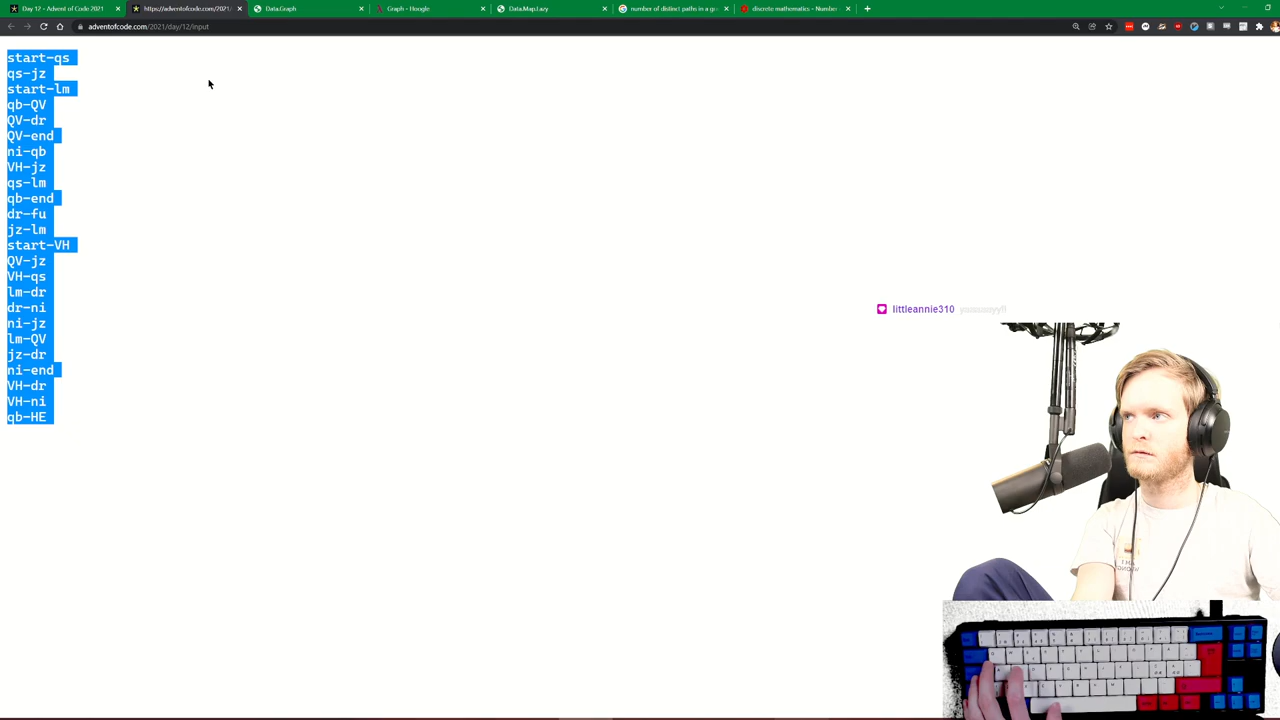 Day 12 - Advent of Code 2021
https://adventofcode.com/2021/
Data.Graph
Graph - Hoogle
Data.Map.Lazy
number of distinct paths in a g
discrete mathematics - Number
adventofcode.com/2021/day/12/input
start-qs
qs-jz
start-lm
qb-QV
QV-dr
QV-end
ni-qb
VH-jz
qs-lm
qb-end
dr-fu
jz-lm
start-VH
QV-jz
VH-qs
lm-dr
dr-ni
ni-jz
lm-QV
jz-dr
ni-end
VH-dr
VH-ni
qb-HE
littleannie310